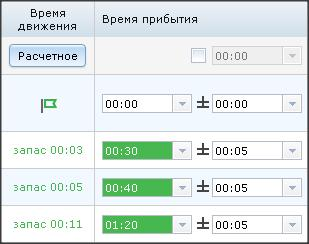 Время движения
Время прибытия
Расчетное
00:00
00:00 ± 00:00
запас 00:03
00:30 ± 00:05
запас 00:05
00:40 ± 00:05
запас 00:11
01:20 ± 00:05